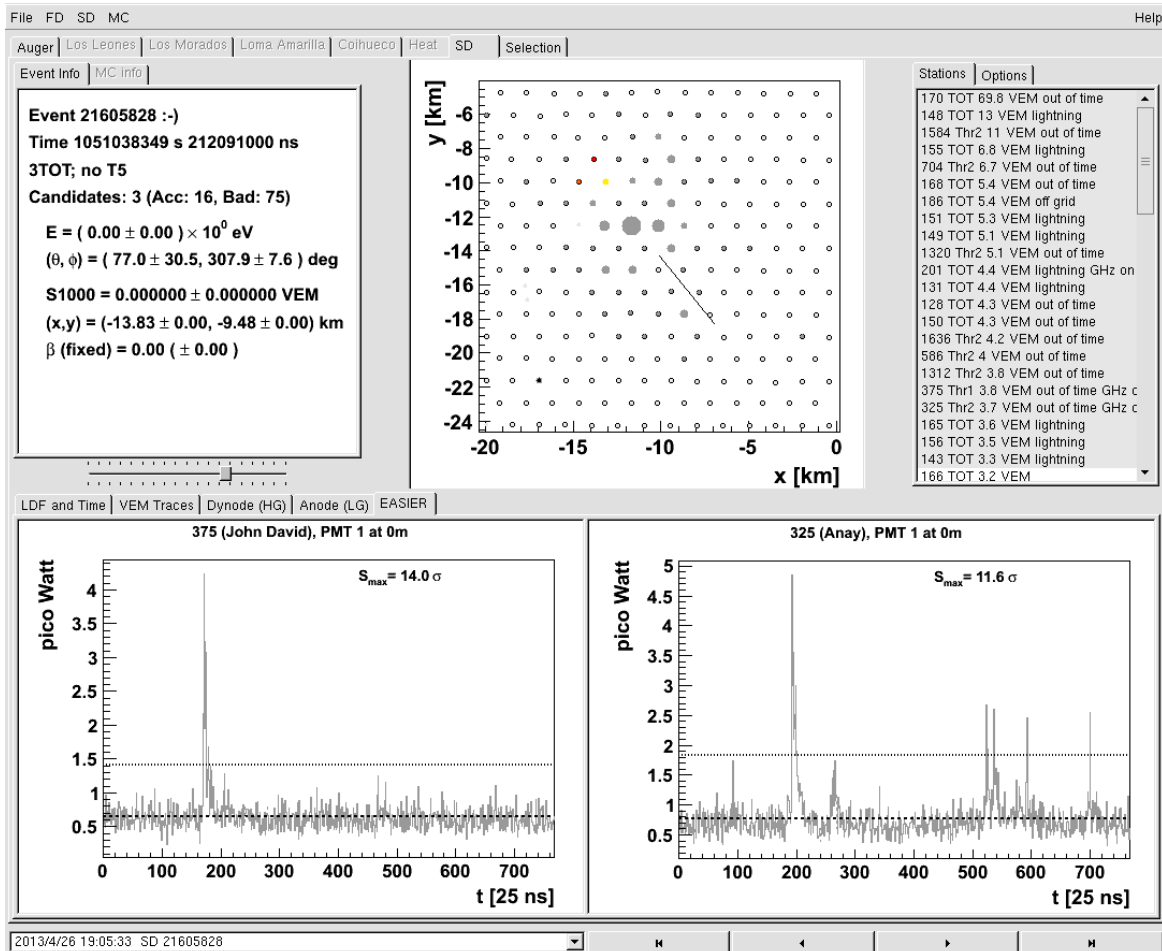 File FD SD MC Help
Auger Los Leones Los Morados Loma Amarilla Coihueco Heat SD Selection
Event Info MC info
Event 21605828 :-)
Time 1051038349 s 212091000 ns
3TOT; no T5
Candidates: 3 (Acc: 16, Bad: 75)
E = ( 0.00 ± 0.00 ) × 10⁰ eV
(θ, ϕ) = ( 77.0 ± 30.5, 307.9 ± 7.6 ) deg
S1000 = 0.000000 ± 0.000000 VEM
(x,y) = (-13.83 ± 0.00, -9.48 ± 0.00) km
β (fixed) = 0.00 ( ± 0.00 )
y [km]
-6
-8
-10
-12
-14
-16
-18
-20
-22
-24
-20 -15 -10 -5 0
x [km]
Stations Options
170 TOT 69.8 VEM out of time
148 TOT 13 VEM lightning
1584 Thr2 11 VEM out of time
155 TOT 6.8 VEM lightning
704 Thr2 6.7 VEM out of time
168 TOT 5.4 VEM out of time
186 TOT 5.4 VEM off grid
151 TOT 5.3 VEM lightning
149 TOT 5.1 VEM lightning
1320 Thr2 5.1 VEM out of time
201 TOT 4.4 VEM lightning GHz on
131 TOT 4.4 VEM lightning
128 TOT 4.3 VEM out of time
150 TOT 4.3 VEM out of time
1636 Thr2 4.2 VEM out of time
586 Thr2 4 VEM out of time
1312 Thr2 3.8 VEM out of time
375 Thr1 3.8 VEM out of time GHz c
325 Thr2 3.7 VEM out of time GHz c
165 TOT 3.6 VEM lightning
156 TOT 3.5 VEM lightning
143 TOT 3.3 VEM lightning
166 TOT 3.2 VEM
LDF and Time VEM Traces Dynode (HG) Anode (LG) EASIER
375 (John David), PMT 1 at 0m
pico Watt
Smax= 14.0 σ
4
3.5
3
2.5
2
1.5
1
0.5
0 100 200 300 400 500 600 700
t [25 ns]
325 (Anay), PMT 1 at 0m
pico Watt
Smax= 11.6 σ
5
4.5
4
3.5
3
2.5
2
1.5
1
0.5
0 100 200 300 400 500 600 700
t [25 ns]
2013/4/26 19:05:33 SD 21605828